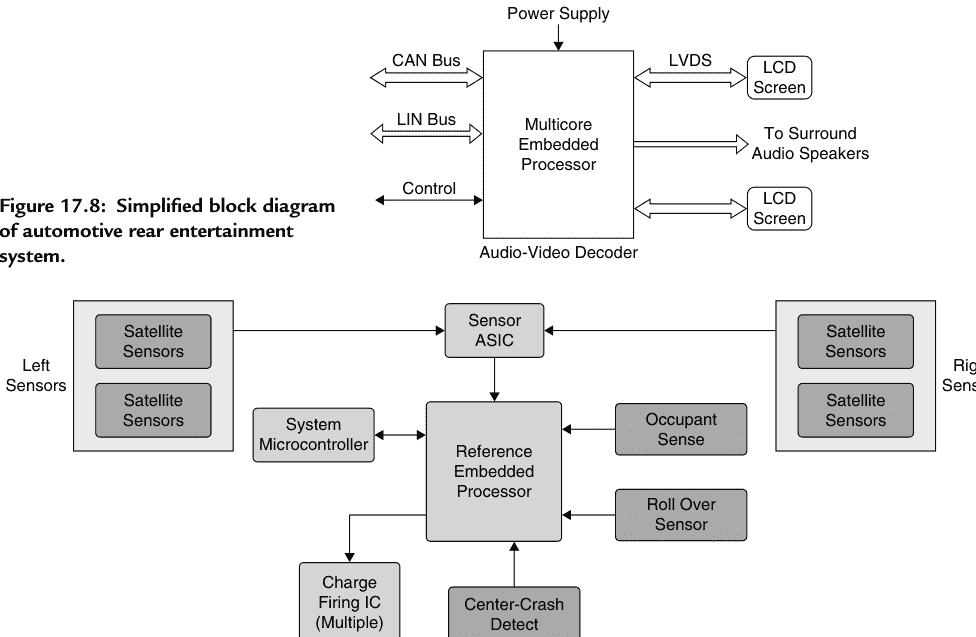 Power Supply
CAN Bus
LVDS
LCD
Screen
LIN Bus
Multicore
Embedded
Processor
To Surround
Audio Speakers
Control
LCD
Screen
Audio-Video Decoder
Figure 17.8: Simplified block diagram
of automotive rear entertainment
system.
Left
Sensors
Satellite
Sensors
Satellite
Sensors
Sensor
ASIC
Satellite
Sensors
Satellite
Sensors
Rig
Sens
System
Microcontroller
Reference
Embedded
Processor
Occupant
Sense
Roll Over
Sensor
Charge
Firing IC
(Multiple)
Center-Crash
Detect